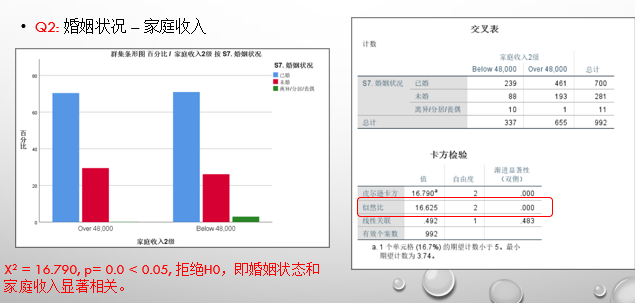 • Q2: 婚姻状况 – 家庭收入
群集条形图 百分比 / 家庭收入2级 按 S7. 婚姻状况
S7. 婚姻状况
已婚
未婚
离异/分居/丧偶
百分比
80
60
40
20
0
Over 48,000 Below 48,000
家庭收入2级
X² = 16.790, p= 0.0 < 0.05, 拒绝H0，即婚姻状态和
家庭收入显著相关。
交叉表
计数
家庭收入2级
Below 48,000 Over 48,000 总计
S7. 婚姻状况 已婚 239 461 700
未婚 88 193 281
离异/分居/丧偶 10 1 11
总计 337 655 992
卡方检验
值 自由度 渐进显著性
（双侧）
皮尔逊卡方 16.790ᵃ 2 .000
似然比 16.625 2 .000
线性关联 .492 1 .483
有效个案数 992
a. 1 个单元格 (16.7%) 的期望计数小于 5。最小
期望计数为 3.74。